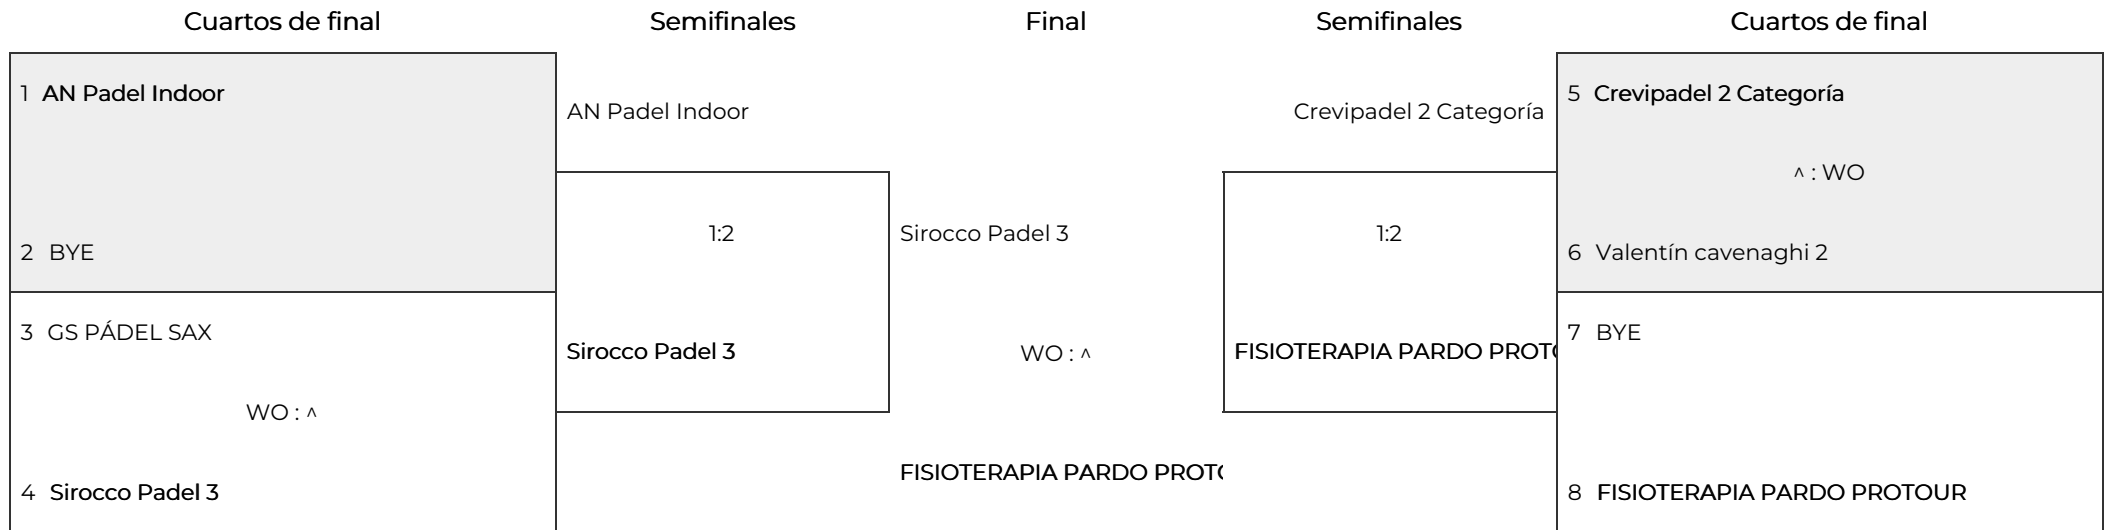 Cuartos de final
Semifinales
Final
Semifinales
Cuartos de final
1 AN Padel Indoor
2 BYE
3 GS PÁDEL SAX
WO : ^
4 Sirocco Padel 3
AN Padel Indoor
1:2
Sirocco Padel 3
Sirocco Padel 3
WO : ^
FISIOTERAPIA PARDO PROTO
Crevipadel 2 Categoría
1:2
FISIOTERAPIA PARDO PROTO
5 Crevipadel 2 Categoría
^ : WO
6 Valentín cavenaghi 2
7 BYE
8 FISIOTERAPIA PARDO PROTOUR